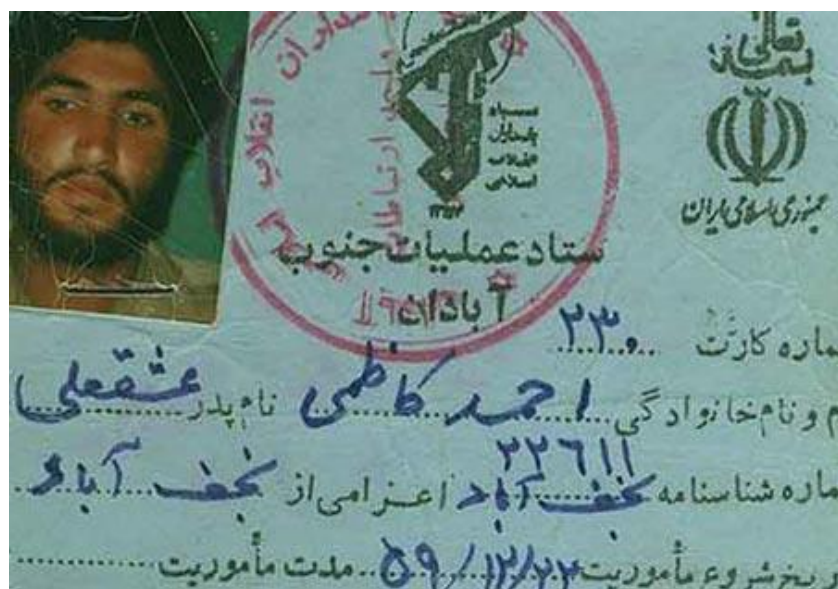 بسمه تعالی
جمهوری اسلامی ایران
سپاه
پاسداران
انقلاب
اسلامی
ستاد عملیات جنوب
آبادان
ماره کارت ۲۳۰
م و نام خانوادگی احمد کاظمی نام پدر عشقعلی
ماره شناسنامه ۲۲۶۱۱ نجف آباد اعزامی از نجف آباد
شروع مأموریت ۵۹/۱۲/۲۲ مدت مأموریت